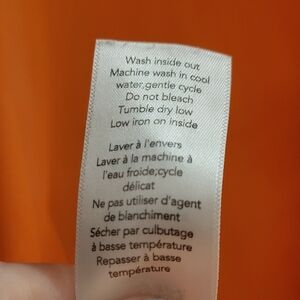 Wash inside out
Machine wash in cool
water,gentle cycle
Do not bleach
Tumble dry low
Low iron on inside
Laver à l'envers
Laver à la machine à
l'eau froide;cycle
délicat
Ne pas utiliser d'agent
de blanchiment
Sécher par culbutage
à basse température
Repasser à basse
température